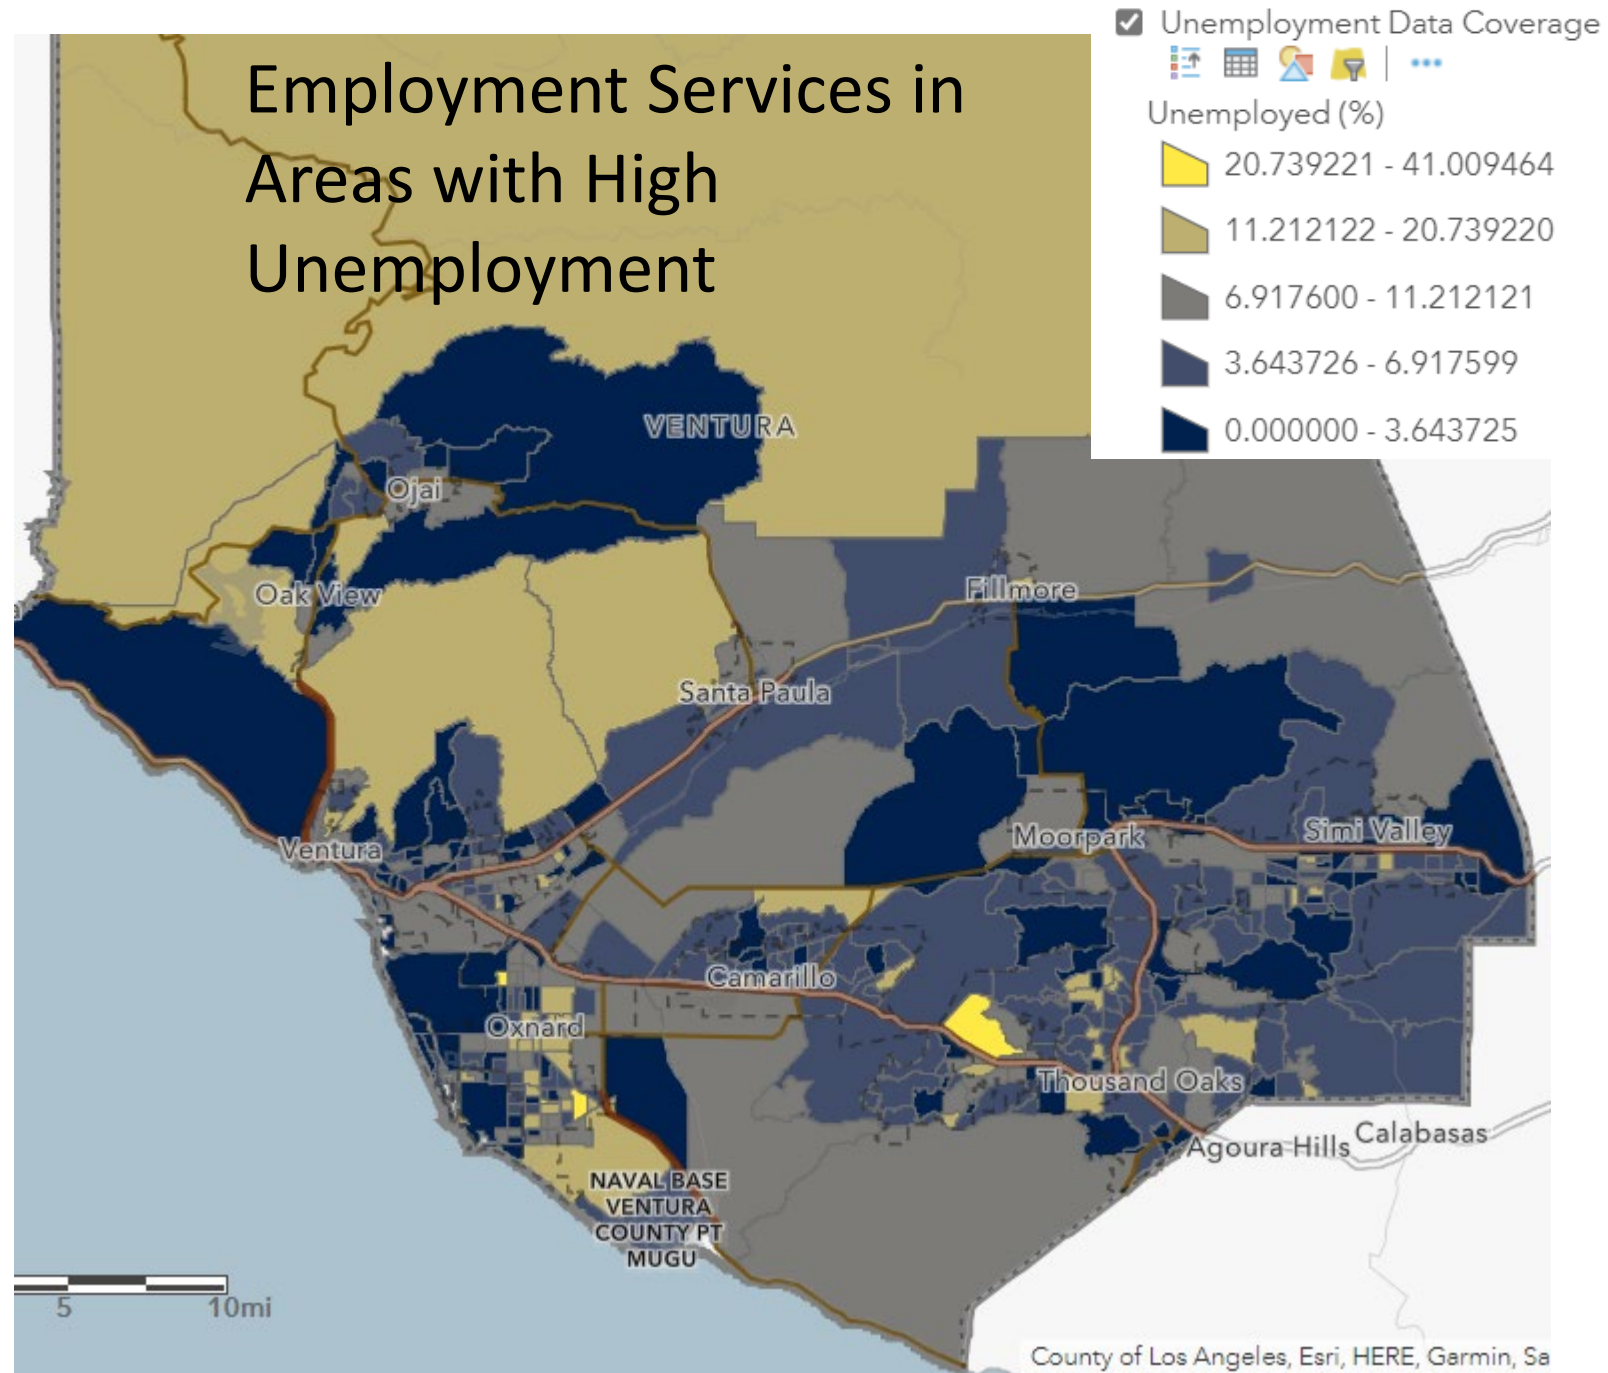 Unemployment Data Coverage
Unemployed (%)
20.739221 - 41.009464
11.212122 - 20.739220
6.917600 - 11.212121
3.643726 - 6.917599
0.000000 - 3.643725
Employment Services in
Areas with High
Unemployment
VENTURA
Ojai
Oak View
Fillmore
Santa Paula
Moorpark
Simi Valley
Ventura
Camarillo
Oxnard
Thousand Oaks
Agoura Hills
Calabasas
NAVAL BASE
VENTURA
COUNTY PT
MUGU
5
10mi
County of Los Angeles, Esri, HERE, Garmin, Sa